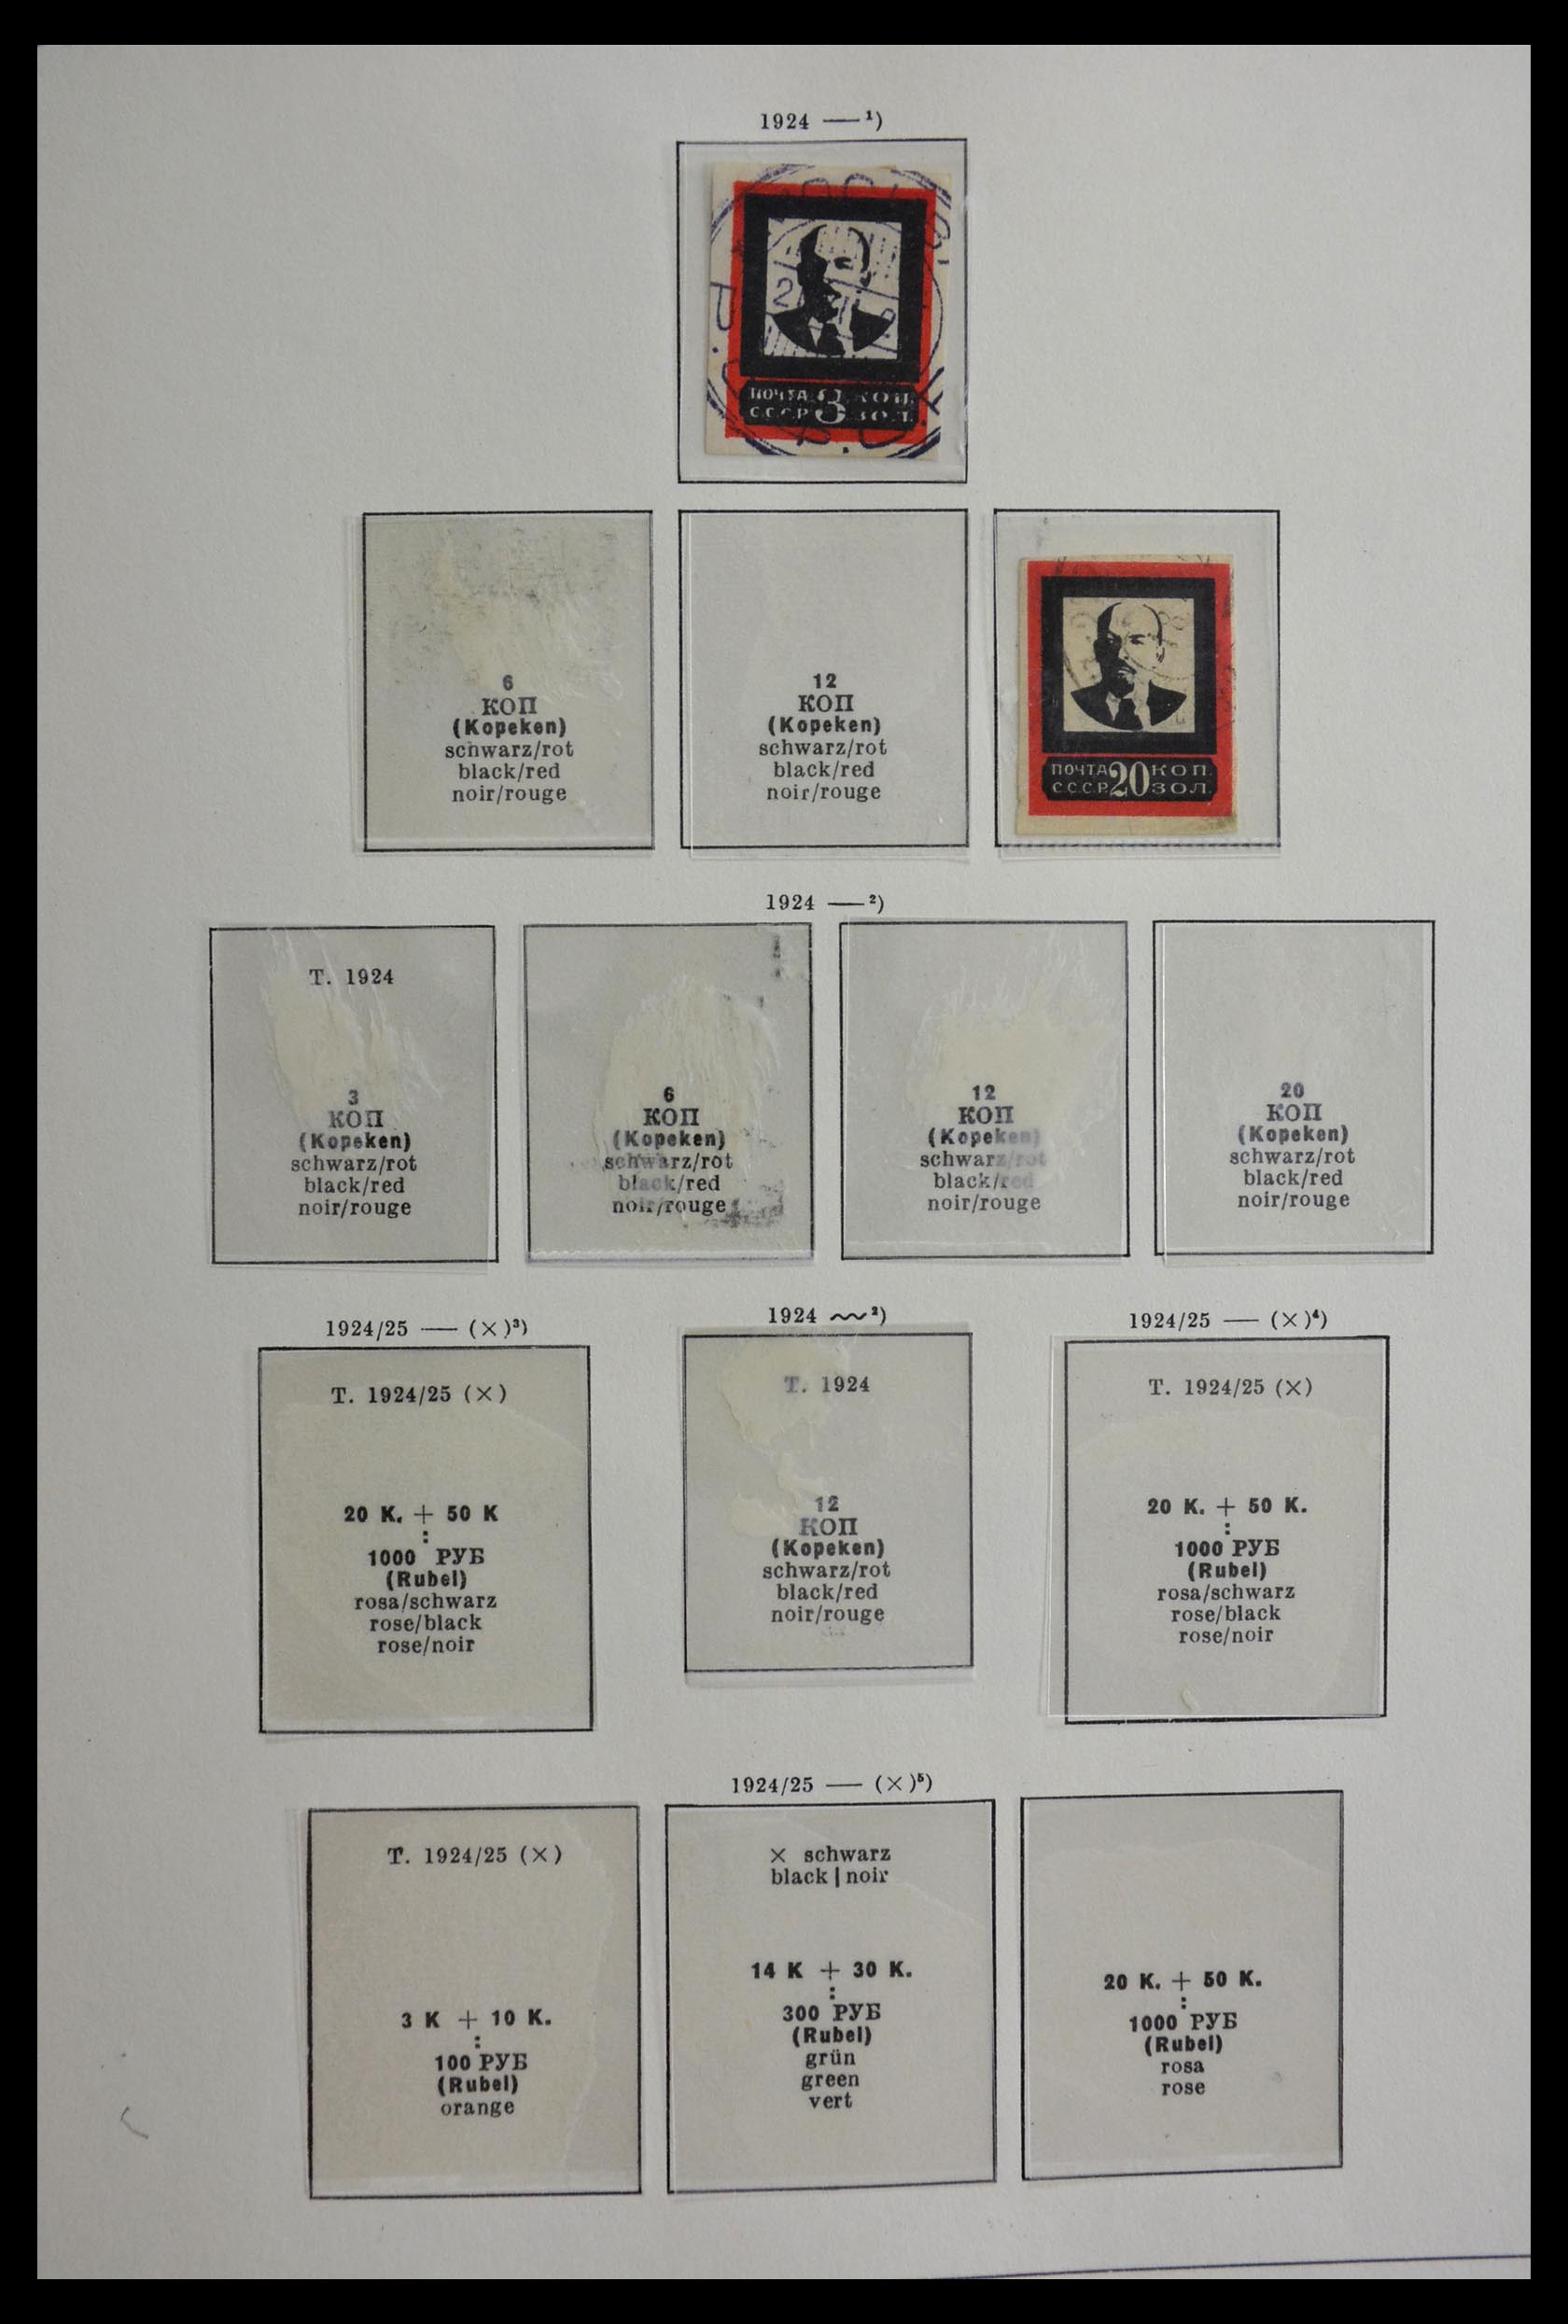 1924 — ¹)
ПОЧТА 3 КОП.
С.С.С.Р. ЗОЛ.
6
КОП
(Kopeken)
schwarz/rot
black/red
noir/rouge
12
КОП
(Kopeken)
schwarz/rot
black/red
noir/rouge
ПОЧТА 20 КОП.
С.С.С.Р. ЗОЛ.
1924 — ²)
T. 1924
3
КОП
(Kopeken)
schwarz/rot
black/red
noir/rouge
6
КОП
(Kopeken)
schwarz/rot
black/red
noir/rouge
12
КОП
(Kopeken)
schwarz/rot
black/red
noir/rouge
20
КОП
(Kopeken)
schwarz/rot
black/red
noir/rouge
1924/25 — (×)³)
T. 1924/25 (×)
20 K. + 50 K
:
1000 РУБ
(Rubel)
rosa/schwarz
rose/black
rose/noir
1924 ~~ ²)
T. 1924
12
КОП
(Kopeken)
schwarz/rot
black/red
noir/rouge
1924/25 — (×)⁴)
T. 1924/25 (×)
20 K. + 50 K.
:
1000 РУБ
(Rubel)
rosa/schwarz
rose/black
rose/noir
1924/25 — (×)⁵)
T. 1924/25 (×)
3 K + 10 K.
:
100 РУБ
(Rubel)
orange
× schwarz
black | noir
14 K + 30 K.
:
300 РУБ
(Rubel)
grün
green
vert
20 K. + 50 K.
:
1000 РУБ
(Rubel)
rosa
rose